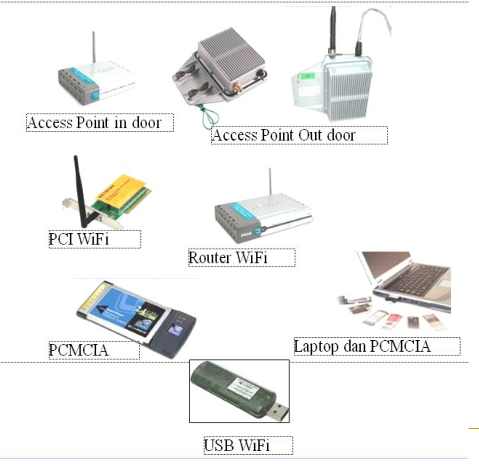 Access Point in door
Access Point Out door
PCI WiFi
Router WiFi
PCMCIA
Laptop dan PCMCIA
USB WiFi